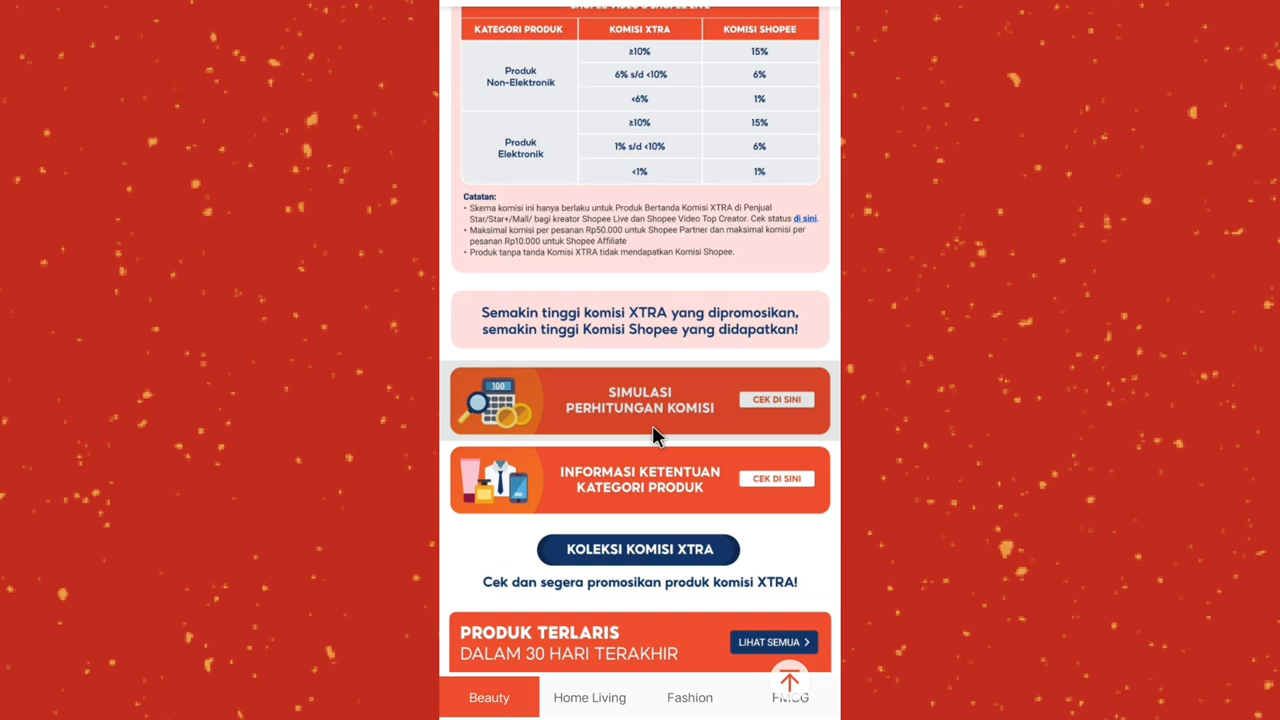 SHOPEE VIDEO & SHOPEE LIVE
KATEGORI PRODUK KOMISI XTRA KOMISI SHOPEE
≥10% 15%
Produk
Non-Elektronik
6% s/d <10% 6%
<6% 1%
≥10% 15%
Produk
Elektronik
1% s/d <10% 6%
<1% 1%
Catatan:
• Skema komisi ini hanya berlaku untuk Produk Bertanda Komisi XTRA di Penjual
Star/Star+/Mall/ bagi kreator Shopee Live dan Shopee Video Top Creator. Cek status di sini.
• Maksimal komisi per pesanan Rp50.000 untuk Shopee Partner dan maksimal komisi per
pesanan Rp10.000 untuk Shopee Affiliate
• Produk tanpa tanda Komisi XTRA tidak mendapatkan Komisi Shopee.
Semakin tinggi komisi XTRA yang dipromosikan,
semakin tinggi Komisi Shopee yang didapatkan!
100
SIMULASI
PERHITUNGAN KOMISI
CEK DI SINI
INFORMASI KETENTUAN
KATEGORI PRODUK
CEK DI SINI
KOLEKSI KOMISI XTRA
Cek dan segera promosikan produk komisi XTRA!
PRODUK TERLARIS
DALAM 30 HARI TERAKHIR
LIHAT SEMUA >
Beauty Home Living Fashion FMCG